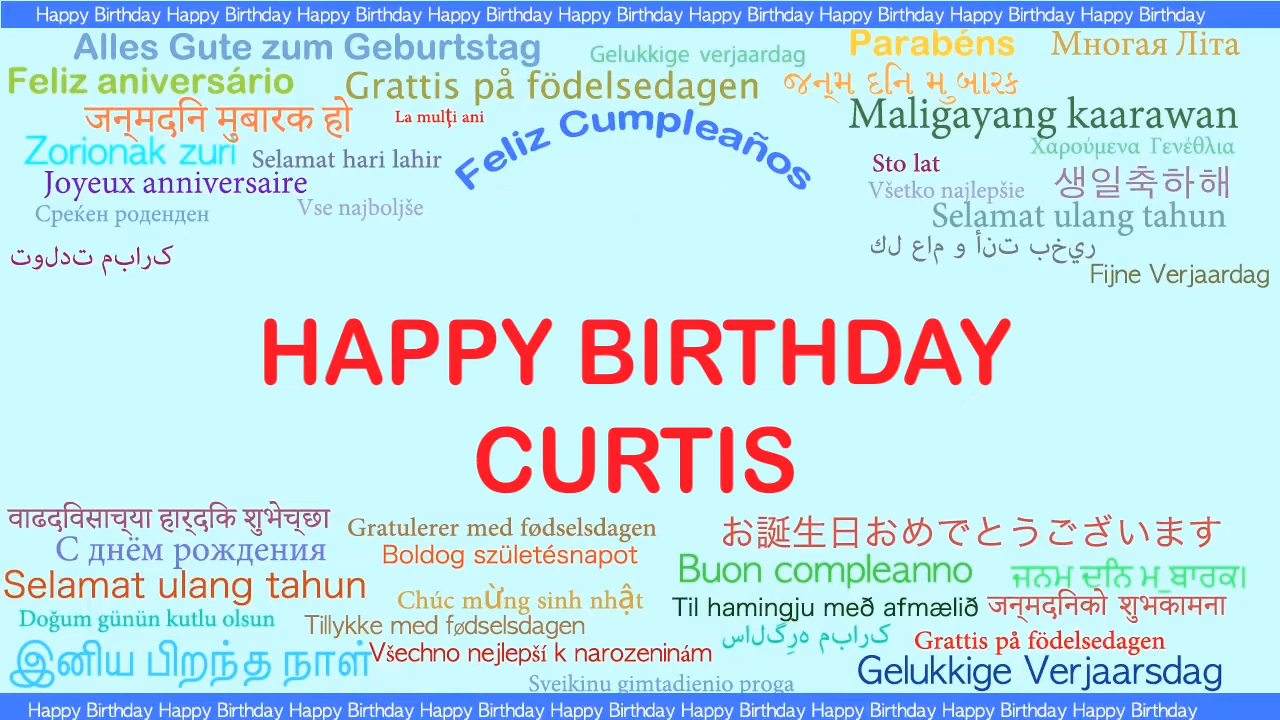 Happy Birthday Happy Birthday Happy Birthday Happy Birthday Happy Birthday Happy Birthday Happy Birthday Happy Birthday Happy Birthday
Alles Gute zum Geburtstag
Gelukkige verjaardag
Parabéns
Многая Літа
Feliz aniversário
Grattis på födelsedagen
જન્મ દનિ મુ બારક
जन्मदनि मुबारक हो
La mulţi ani
Feliz Cumpleaños
Maligayang kaarawan
Zorionak zuri
Selamat hari lahir
Sto lat
Χαρούμενα Γενέθλια
Joyeux anniversaire
Všetko najlepšie
생일축하해
Среќен роденден
Vse najboljše
Selamat ulang tahun
تولدت مبارک
كل عام و أنت بخير
Fijne Verjaardag
HAPPY BIRTHDAY
CURTIS
वाढदविसाच्या हार्दकि शुभेच्छा
Gratulerer med fødselsdagen
お誕生日おめでとうございます
С днём рождения
Boldog születésnapot
Buon compleanno
ਜਨਮ ਦਨਿ ਮੁ ਬਾਰਕ।
Selamat ulang tahun
Chúc mừng sinh nhật
Til hamingju með afmælið
जन्मदनिको शुभकामना
Doğum günün kutlu olsun
Tillykke med fødselsdagen
سالگرہ مبارک
Grattis på födelsedagen
இனிய பிறந்த நாள்
Všechno nejlepší k narozeninám
Gelukkige Verjaarsdag
Sveikinu gimtadienio proga
Happy Birthday Happy Birthday Happy Birthday Happy Birthday Happy Birthday Happy Birthday Happy Birthday Happy Birthday Happy Birthday